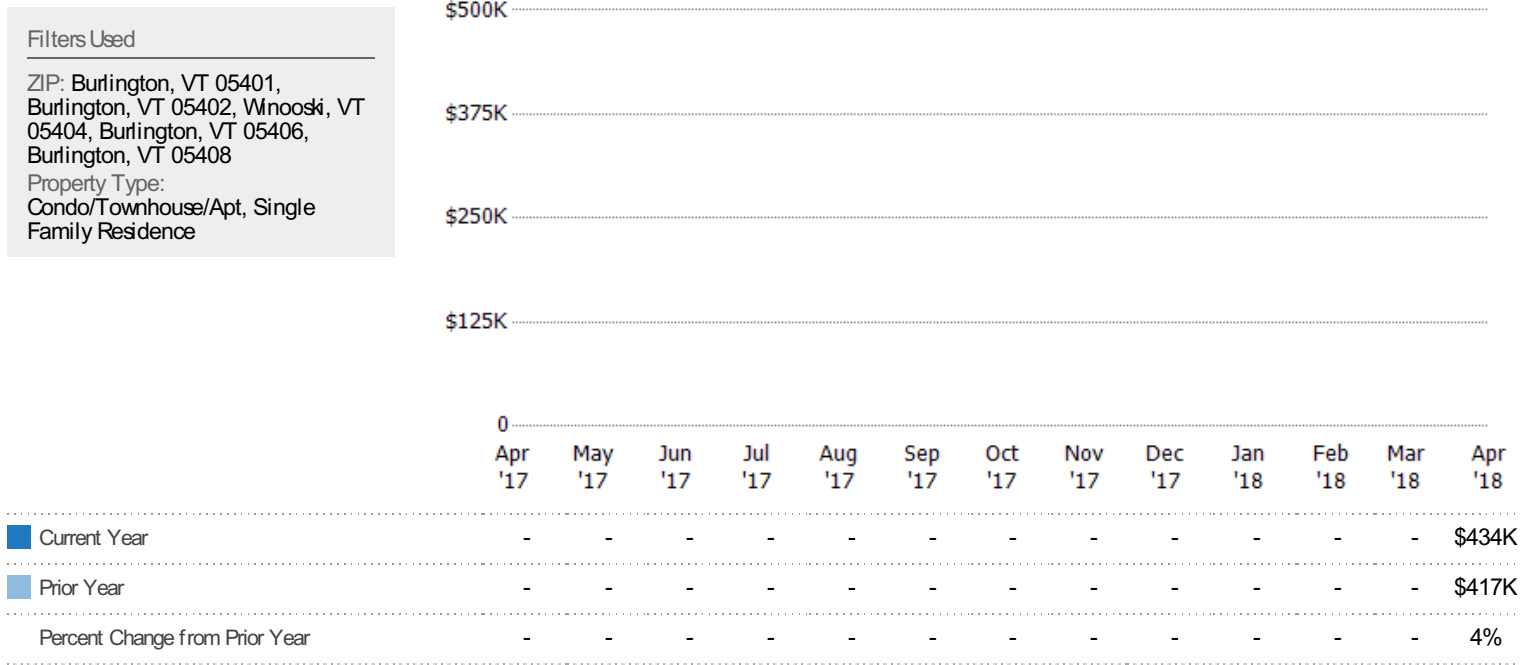 Filters Used
ZIP: Burlington, VT 05401,
Burlington, VT 05402, Winooski, VT
05404, Burlington, VT 05406,
Burlington, VT 05408
Property Type:
Condo/Townhouse/Apt, Single
Family Residence
$500K
$375K
$250K
$125K
0
Apr '17 May '17 Jun '17 Jul '17 Aug '17 Sep '17 Oct '17 Nov '17 Dec '17 Jan '18 Feb '18 Mar '18 Apr '18
Current Year - - - - - - - - - - - - $434K
Prior Year - - - - - - - - - - - - $417K
Percent Change from Prior Year - - - - - - - - - - - - 4%